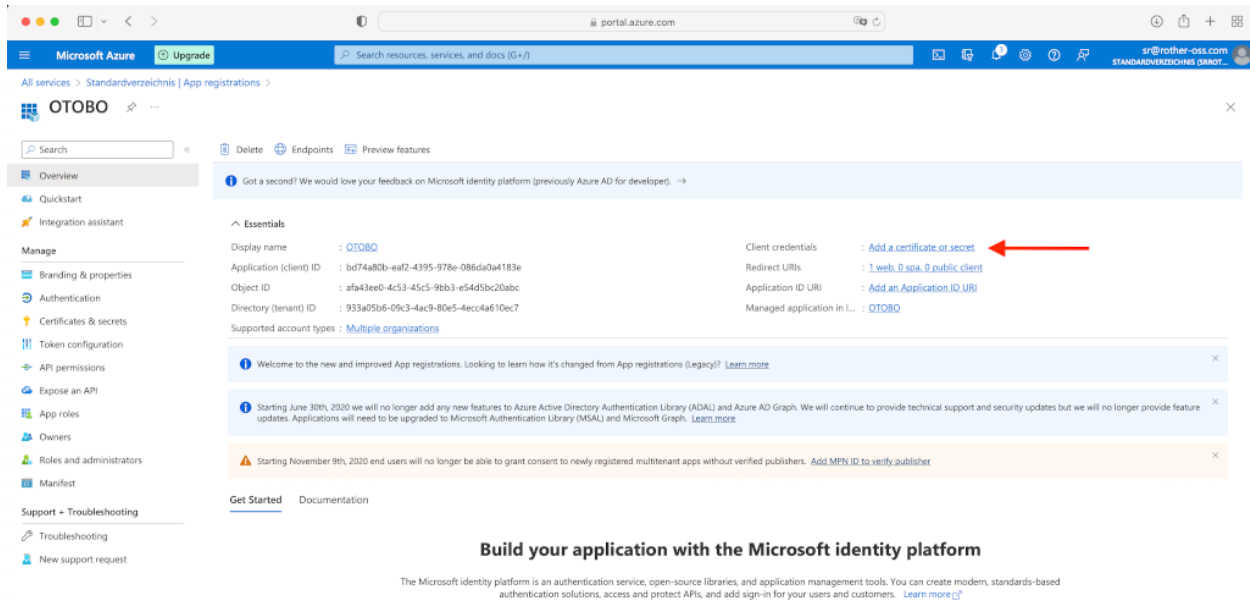 portal.azure.com
Microsoft Azure
Upgrade
Search resources, services, and docs (G+/)
sr@rother-oss.com
STANDARDVERZEICHNIS (SRROT...
All services > Standardverzeichnis | App registrations >
OTOBO
Search
Delete
Endpoints
Preview features
Overview
Quickstart
Integration assistant
Manage
Branding & properties
Authentication
Certificates & secrets
Token configuration
API permissions
Expose an API
App roles
Owners
Roles and administrators
Manifest
Support + Troubleshooting
Troubleshooting
New support request
Got a second? We would love your feedback on Microsoft identity platform (previously Azure AD for developer). →
Essentials
Display name : OTOBO
Application (client) ID : bd74a80b-eaf2-4395-978e-086da0a4183e
Object ID : afa43ee0-4c53-45c5-9bb3-e54d5bc20abc
Directory (tenant) ID : 933a05b6-09c3-4ac9-80e5-4ecc4a610ec7
Supported account types : Multiple organizations
Client credentials : Add a certificate or secret
Redirect URIs : 1 web, 0 spa, 0 public client
Application ID URI : Add an Application ID URI
Managed application in l... : OTOBO
Welcome to the new and improved App registrations. Looking to learn how it's changed from App registrations (Legacy)? Learn more
Starting June 30th, 2020 we will no longer add any new features to Azure Active Directory Authentication Library (ADAL) and Azure AD Graph. We will continue to provide technical support and security updates but we will no longer provide feature
updates. Applications will need to be upgraded to Microsoft Authentication Library (MSAL) and Microsoft Graph. Learn more
Starting November 9th, 2020 end users will no longer be able to grant consent to newly registered multitenant apps without verified publishers. Add MPN ID to verify publisher
Get Started
Documentation
Build your application with the Microsoft identity platform
The Microsoft identity platform is an authentication service, open-source libraries, and application management tools. You can create modern, standards-based
authentication solutions, access and protect APIs, and add sign-in for your users and customers. Learn more